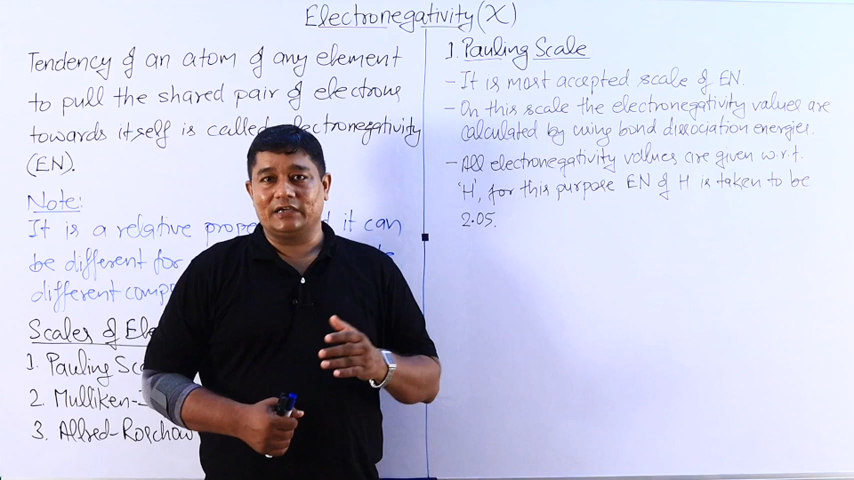 Electronegativity (X)
Tendency of an atom of any element
to pull the shared pair of electrons
towards itself is called electronegativity
(EN).
Note:
It is a relative it can
be different for
different
Scales of
1. Pauling
2. Mulliken-
3. Allred-Rochow
1. Pauling Scale
- It is most accepted scale of EN.
- On this scale the electronegativity values are
calculated by using bond dissociation energies.
- All electronegativity values are given w.r.t.
'H', for this purpose EN of H is taken to be
2.05.